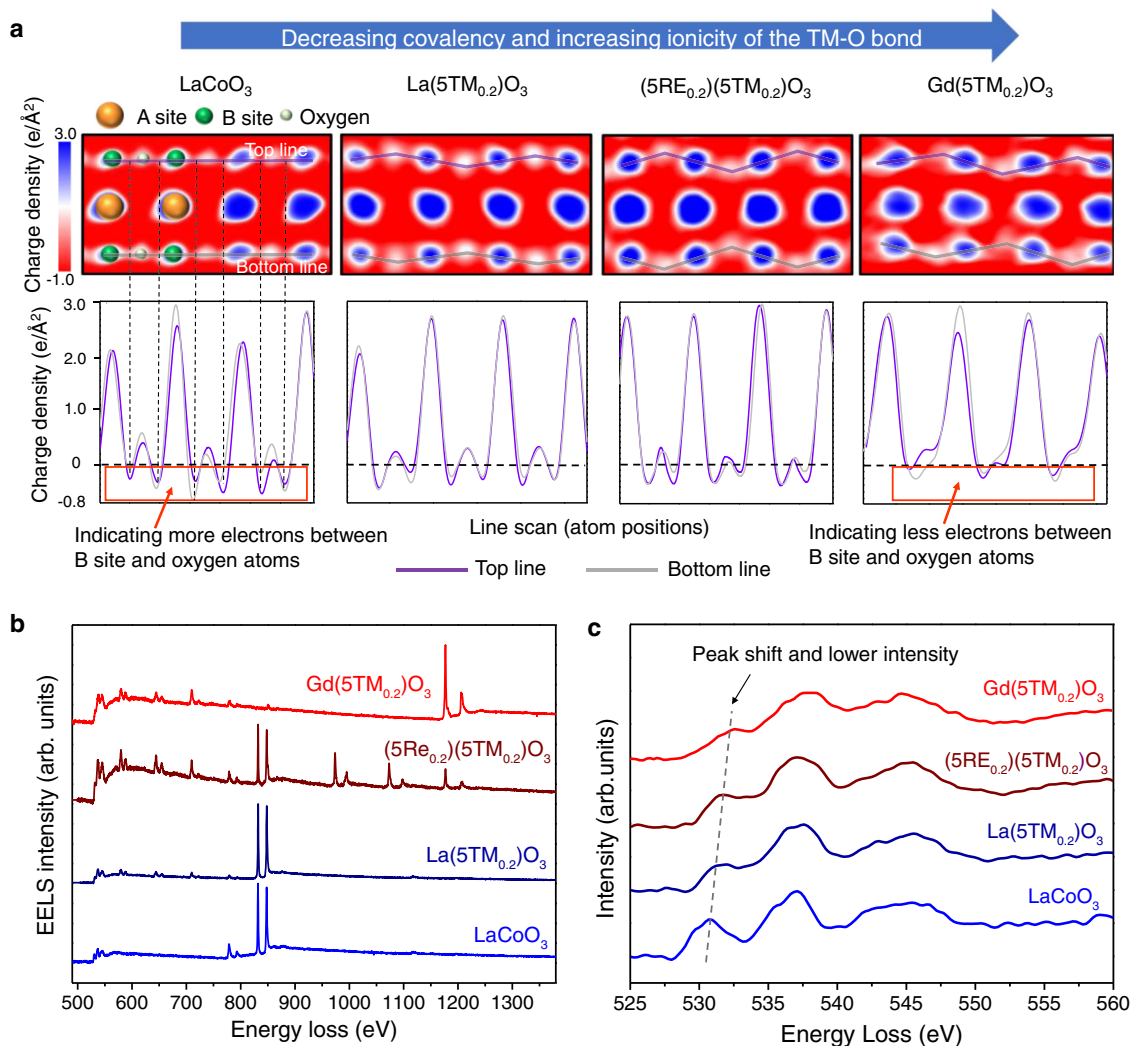 a
Decreasing covalency and increasing ionicity of the TM-O bond
LaCoO₃
La(5TM₀.₂)O₃
(5RE₀.₂)(5TM₀.₂)O₃
Gd(5TM₀.₂)O₃
A site
B site
Oxygen
Charge density (e/Å²)
3.0
-1.0
Top line
Bottom line
Charge density (e/Å²)
3.0
2.0
1.0
0
-0.8
Indicating more electrons between
B site and oxygen atoms
Line scan (atom positions)
Indicating less electrons between
B site and oxygen atoms
Top line
Bottom line
b
EELS intensity (arb. units)
Gd(5TM₀.₂)O₃
(5Re₀.₂)(5TM₀.₂)O₃
La(5TM₀.₂)O₃
LaCoO₃
500 600 700 800 900 1000 1100 1200 1300
Energy loss (eV)
c
Intensity (arb.units)
Peak shift and lower intensity
Gd(5TM₀.₂)O₃
(5RE₀.₂)(5TM₀.₂)O₃
La(5TM₀.₂)O₃
LaCoO₃
525 530 535 540 545 550 555 560
Energy Loss (eV)